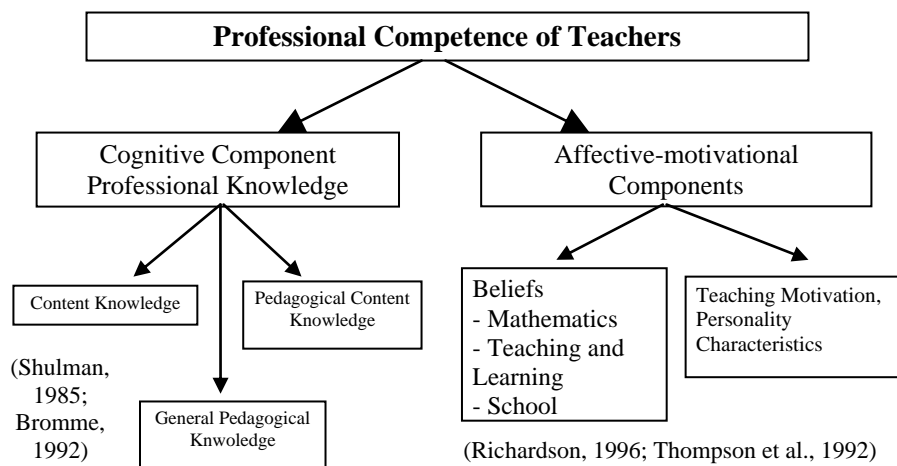 Professional Competence of Teachers
Cognitive Component
Professional Knowledge
Affective-motivational
Components
Content Knowledge
Pedagogical Content
Knowledge
General Pedagogical
Knwoledge
(Shulman,
1985;
Bromme,
1992)
Beliefs
- Mathematics
- Teaching and
Learning
- School
Teaching Motivation,
Personality
Characteristics
(Richardson, 1996; Thompson et al., 1992)